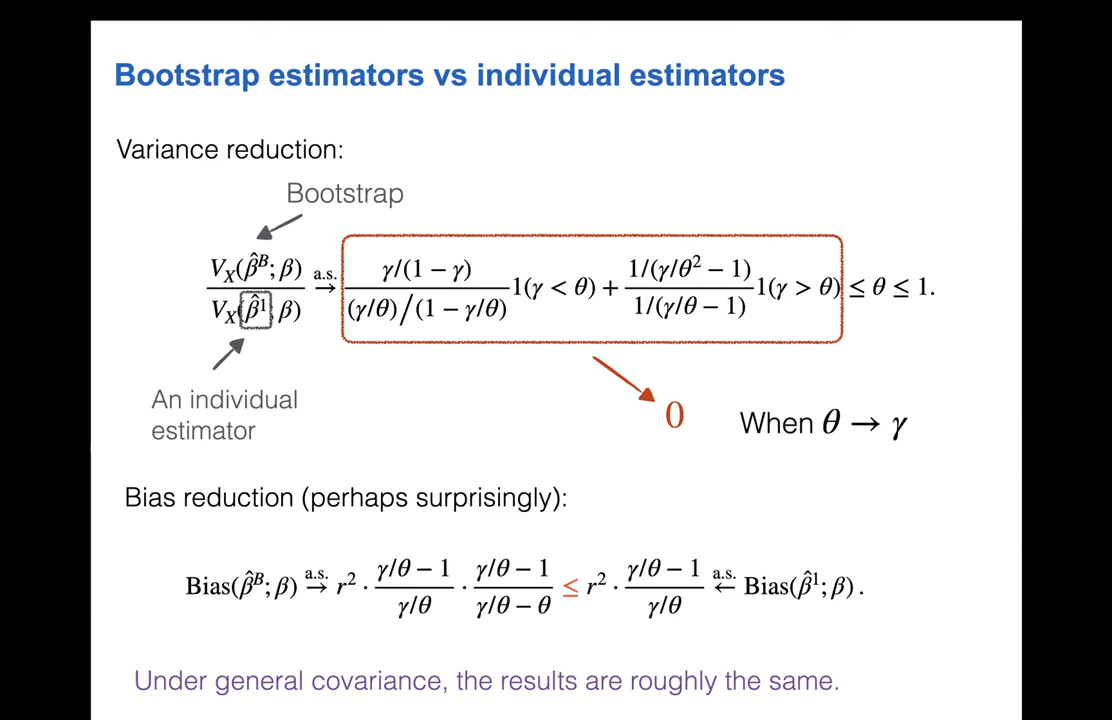 Bootstrap estimators vs individual estimators
Variance reduction:
Bootstrap
V_X(β̂^B; β) / V_X(β̂^1; β) →^{a.s.} (γ/(1 − γ)) / ((γ/θ)/(1 − γ/θ)) 1(γ < θ) + (1/(γ/θ² − 1)) / (1/(γ/θ − 1)) 1(γ > θ) ≤ θ ≤ 1.
An individual
estimator
0
When θ → γ
Bias reduction (perhaps surprisingly):
Bias(β̂^B; β) →^{a.s.} r² · (γ/θ − 1)/(γ/θ) · (γ/θ − 1)/(γ/θ − θ) ≤ r² · (γ/θ − 1)/(γ/θ) ←^{a.s.} Bias(β̂^1; β).
Under general covariance, the results are roughly the same.